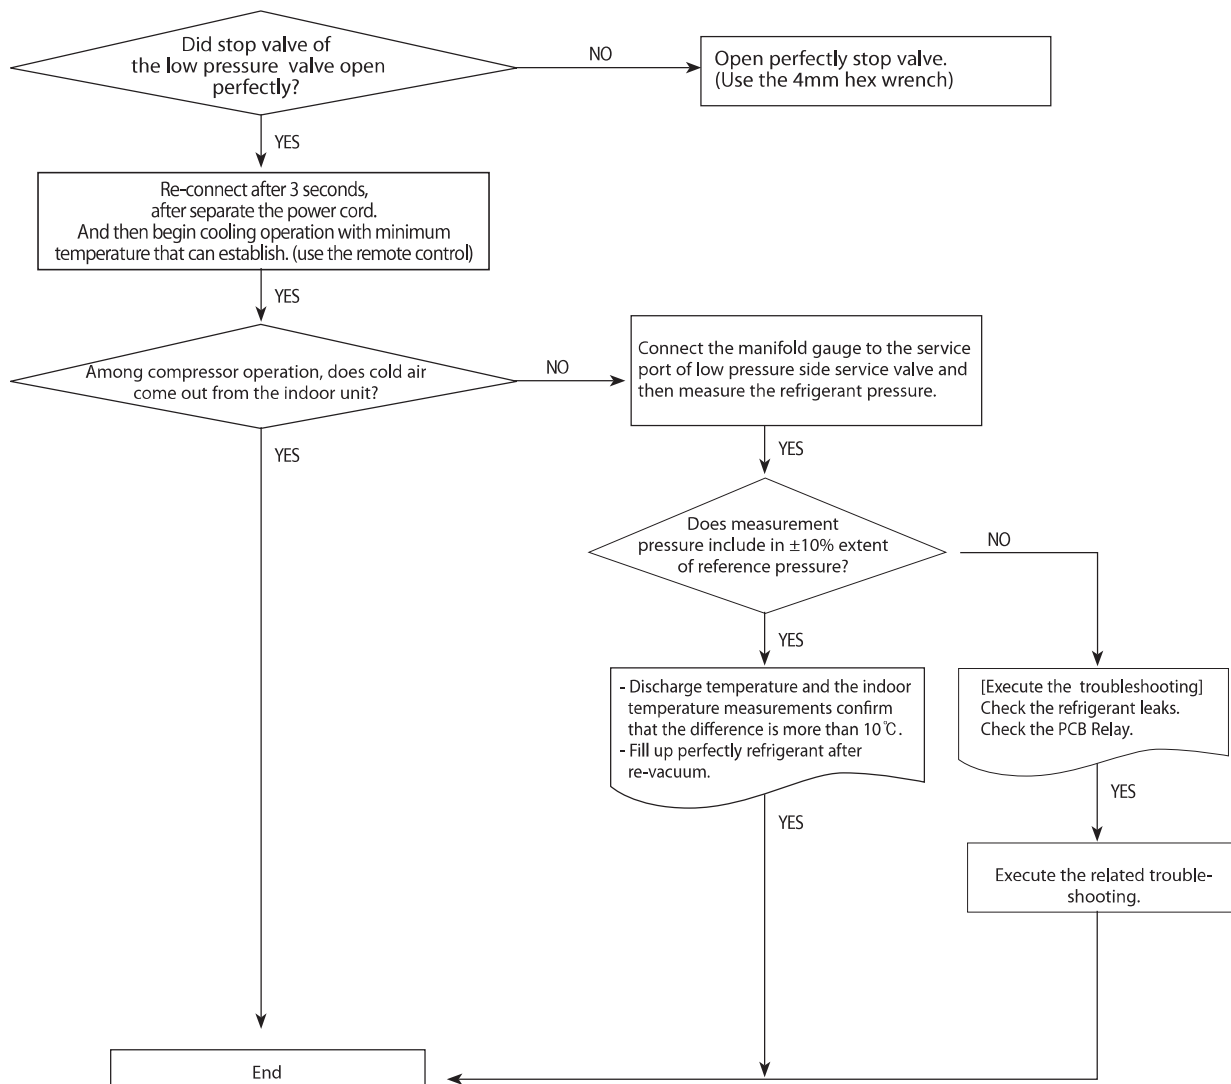 Did stop valve of
the low pressure valve open
perfectly?
NO
Open perfectly stop valve.
(Use the 4mm hex wrench)
YES
Re-connect after 3 seconds,
after separate the power cord.
And then begin cooling operation with minimum
temperature that can establish. (use the remote control)
YES
Among compressor operation, does cold air
come out from the indoor unit?
NO
Connect the manifold gauge to the service
port of low pressure side service valve and
then measure the refrigerant pressure.
YES
YES
Does measurement
pressure include in ±10% extent
of reference pressure?
NO
YES
- Discharge temperature and the indoor
temperature measurements confirm
that the difference is more than 10℃.
- Fill up perfectly refrigerant after
re-vacuum.
[Execute the troubleshooting]
Check the refrigerant leaks.
Check the PCB Relay.
YES
YES
Execute the related trouble-
shooting.
End